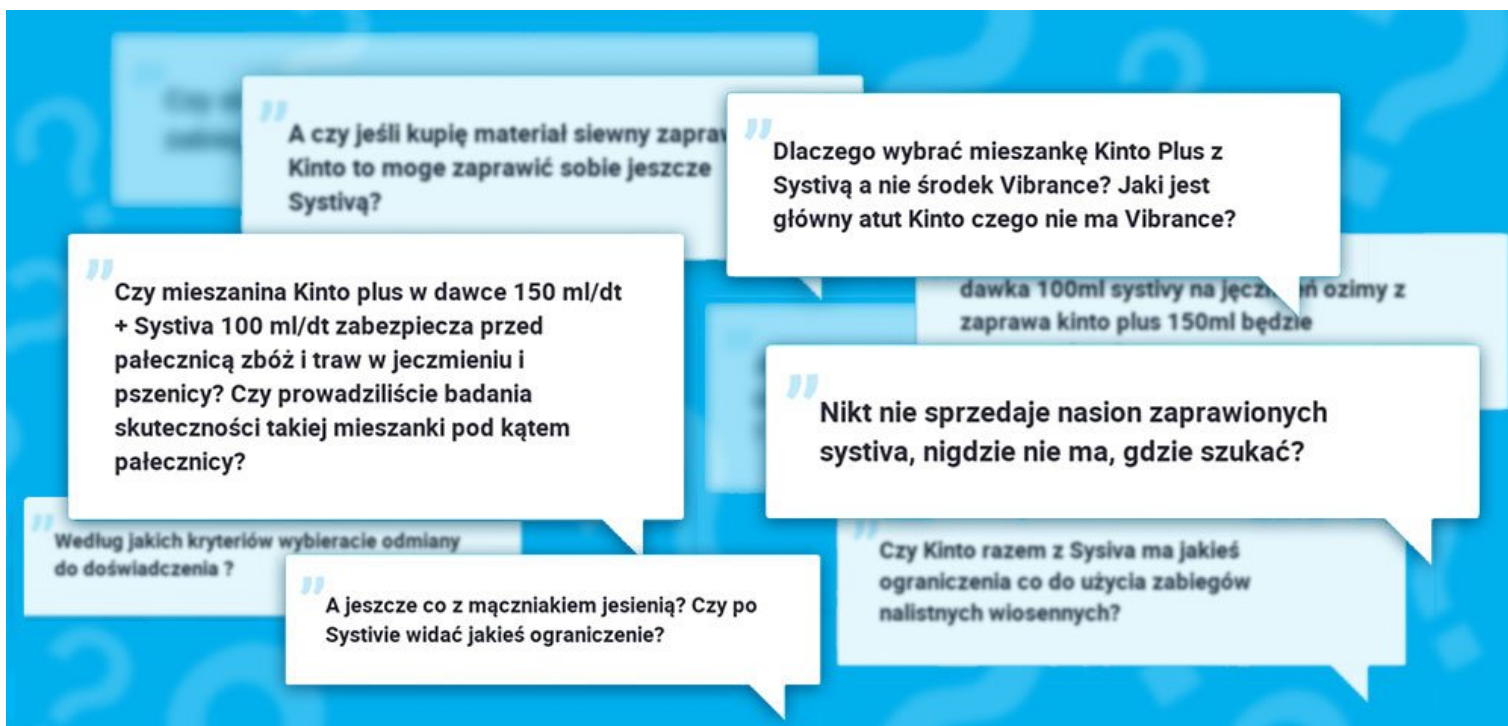 A czy jeśli kupię materiał siewny
Kinto to moge zaprawić sobie jeszcze
Systivą?
Dlaczego wybrać mieszankę Kinto Plus z
Systivą a nie środek Vibrance? Jaki jest
główny atut Kinto czego nie ma Vibrance?
Czy mieszanina Kinto plus w dawce 150 ml/dt
+ Systiva 100 ml/dt zabezpiecza przed
pałecznicą zbóż i traw w jeczmieniu i
pszenicy? Czy prowadziliście badania
skuteczności takiej mieszanki pod kątem
pałecznicy?
dawka 100ml systivy na ozimy z
zaprawa kinto plus 150ml będzie
Nikt nie sprzedaje nasion zaprawionych
systiva, nigdzie nie ma, gdzie szukać?
Według jakich kryteriów wybieracie odmiany
do doświadczenia ?
A jeszcze co z mączniakiem jesienią? Czy po
Systivie widać jakieś ograniczenie?
Czy Kinto razem z Sysiva ma jakieś
ograniczenia co do użycia zabiegów
nalistnych wiosennych?